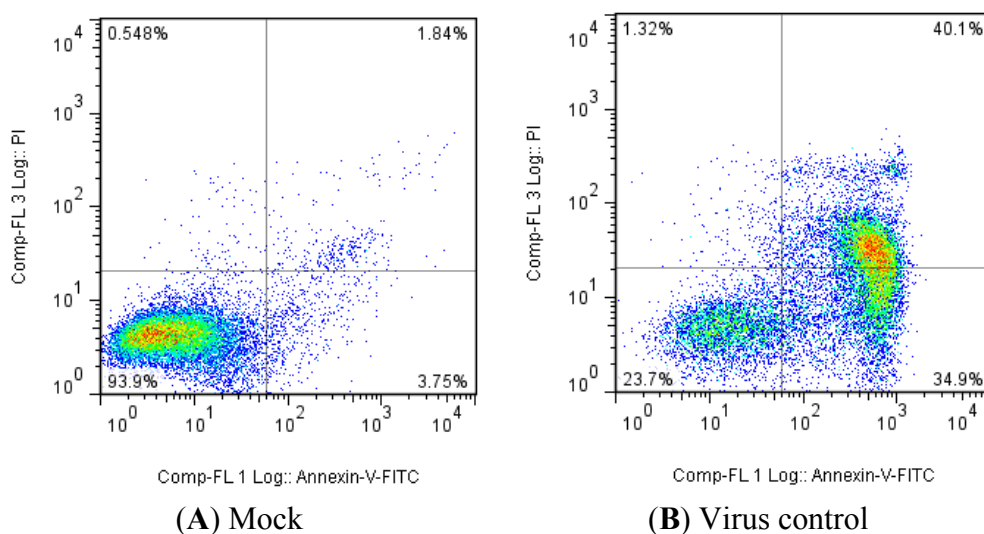 0.548% 1.84%
10^4
10^3
10^2
10^1
10^0
93.9% 3.75%
10^0 10^1 10^2 10^3 10^4
Comp-FL 3 Log:: PI
Comp-FL 1 Log:: Annexin-V-FITC
(A) Mock
1.32% 40.1%
10^4
10^3
10^2
10^1
10^0
23.7% 34.9%
10^0 10^1 10^2 10^3 10^4
Comp-FL 3 Log:: PI
Comp-FL 1 Log:: Annexin-V-FITC
(B) Virus control